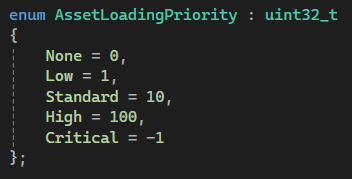 enum AssetLoadingPriority : uint32_t
{
    None = 0,
    Low = 1,
    Standard = 10,
    High = 100,
    Critical = -1
};